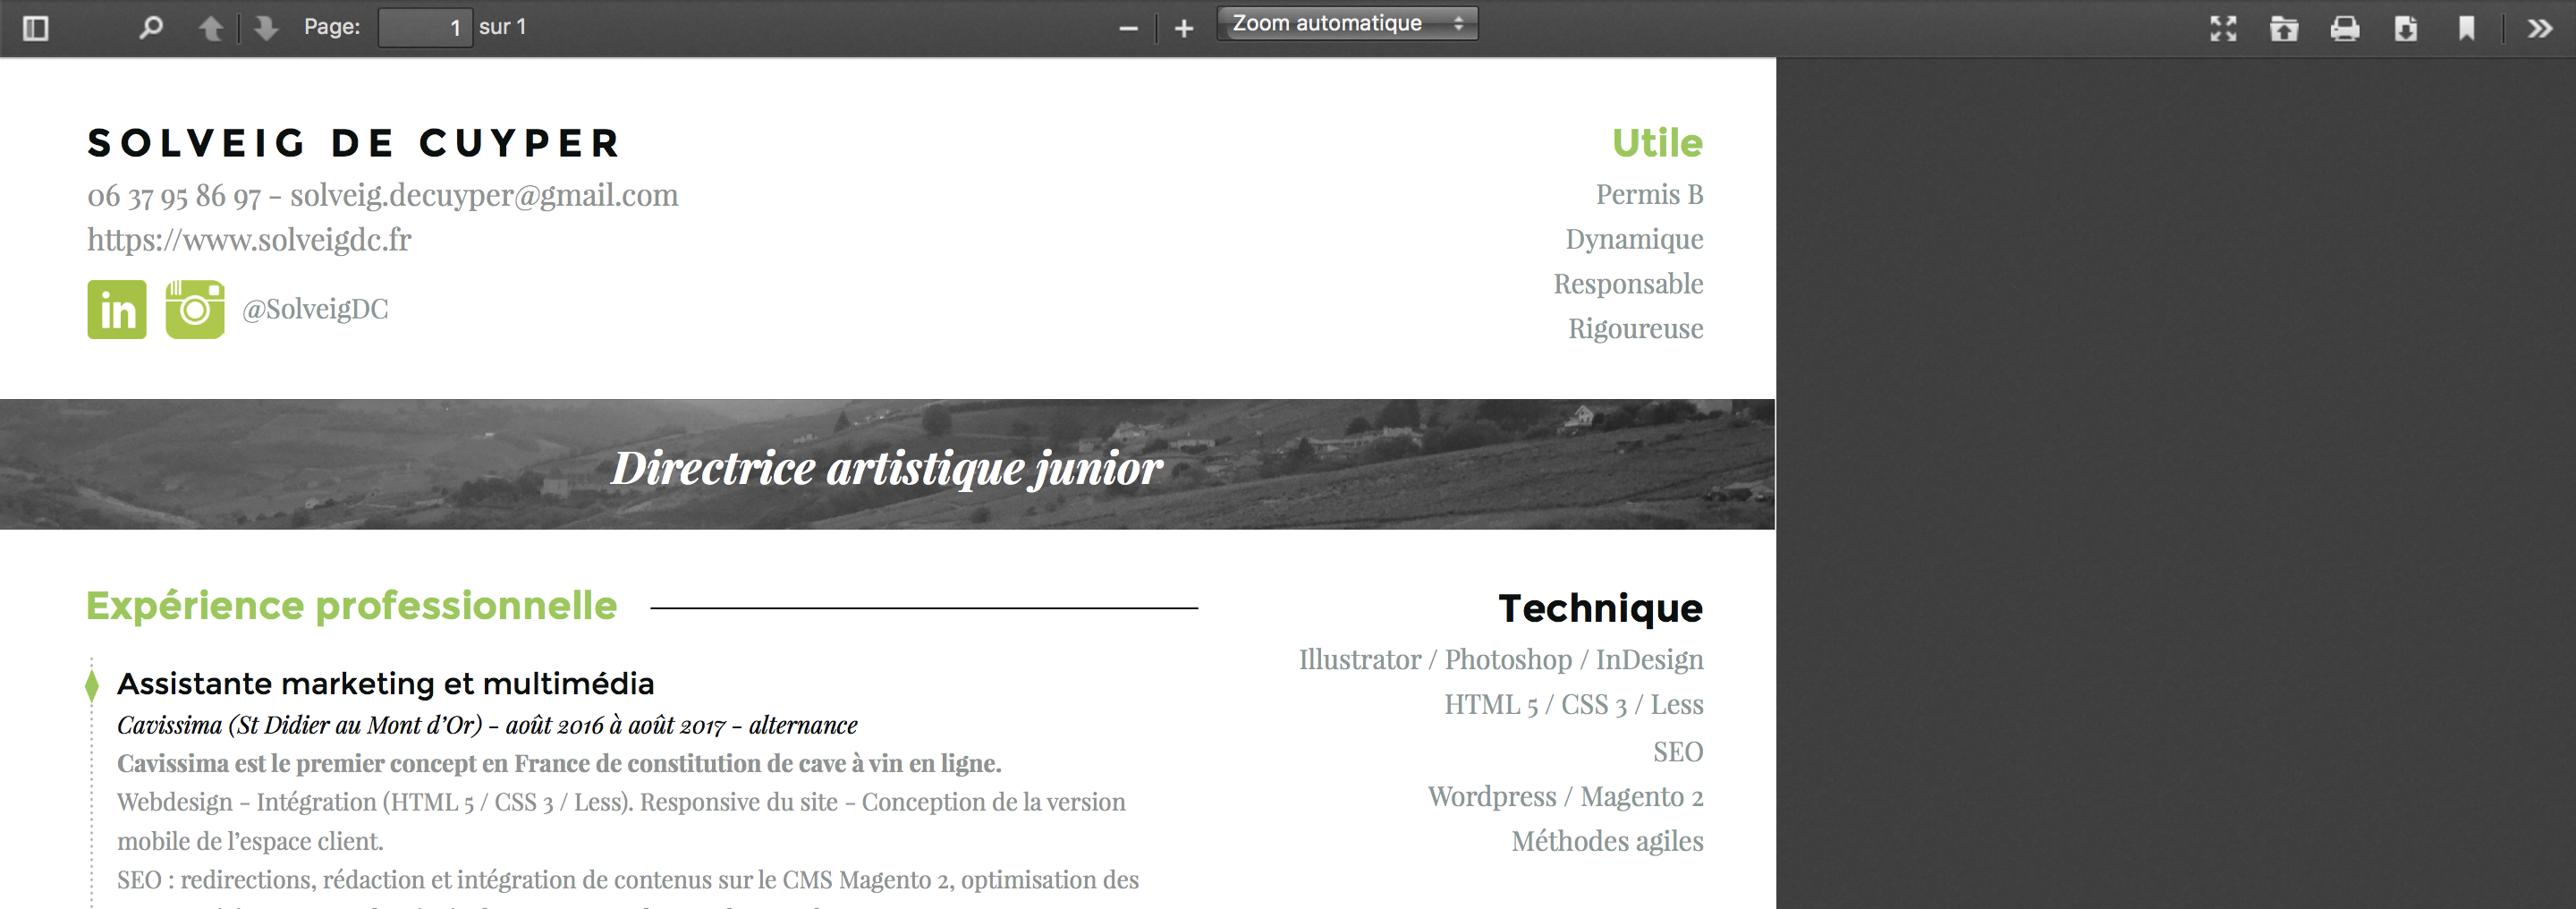 Page: 1 sur 1
Zoom automatique
SOLVEIG DE CUYPER
06 37 95 86 97 - solveig.decuyper@gmail.com
https://www.solveigdc.fr
in @SolveigDC
Utile
Permis B
Dynamique
Responsable
Rigoureuse
Directrice artistique junior
Expérience professionnelle
Assistante marketing et multimédia
Cavissima (St Didier au Mont d’Or) - août 2016 à août 2017 - alternance
Cavissima est le premier concept en France de constitution de cave à vin en ligne.
Webdesign - Intégration (HTML 5 / CSS 3 / Less). Responsive du site - Conception de la version
mobile de l’espace client.
SEO : redirections, rédaction et intégration de contenus sur le CMS Magento 2, optimisation des
Technique
Illustrator / Photoshop / InDesign
HTML 5 / CSS 3 / Less
SEO
Wordpress / Magento 2
Méthodes agiles